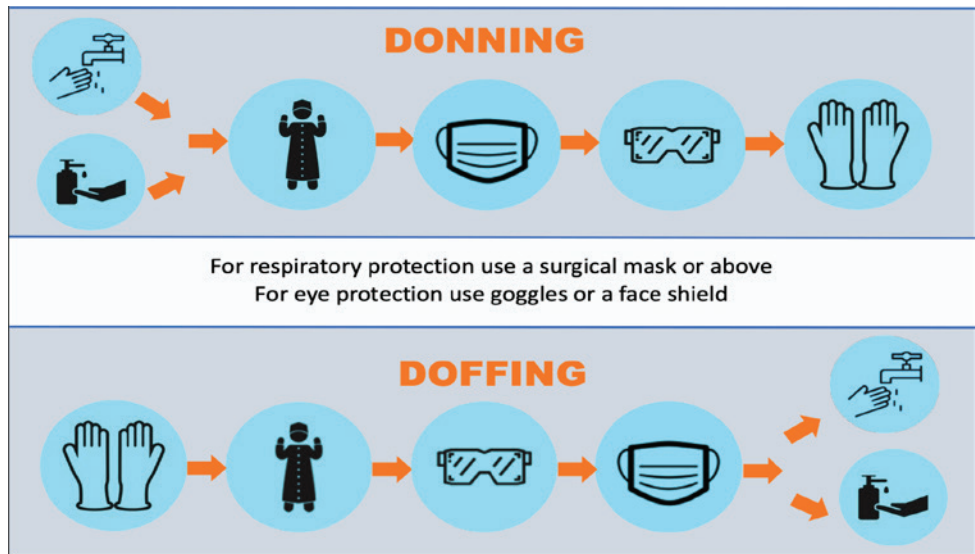 DONNING
For respiratory protection use a surgical mask or above
For eye protection use goggles or a face shield
DOFFING